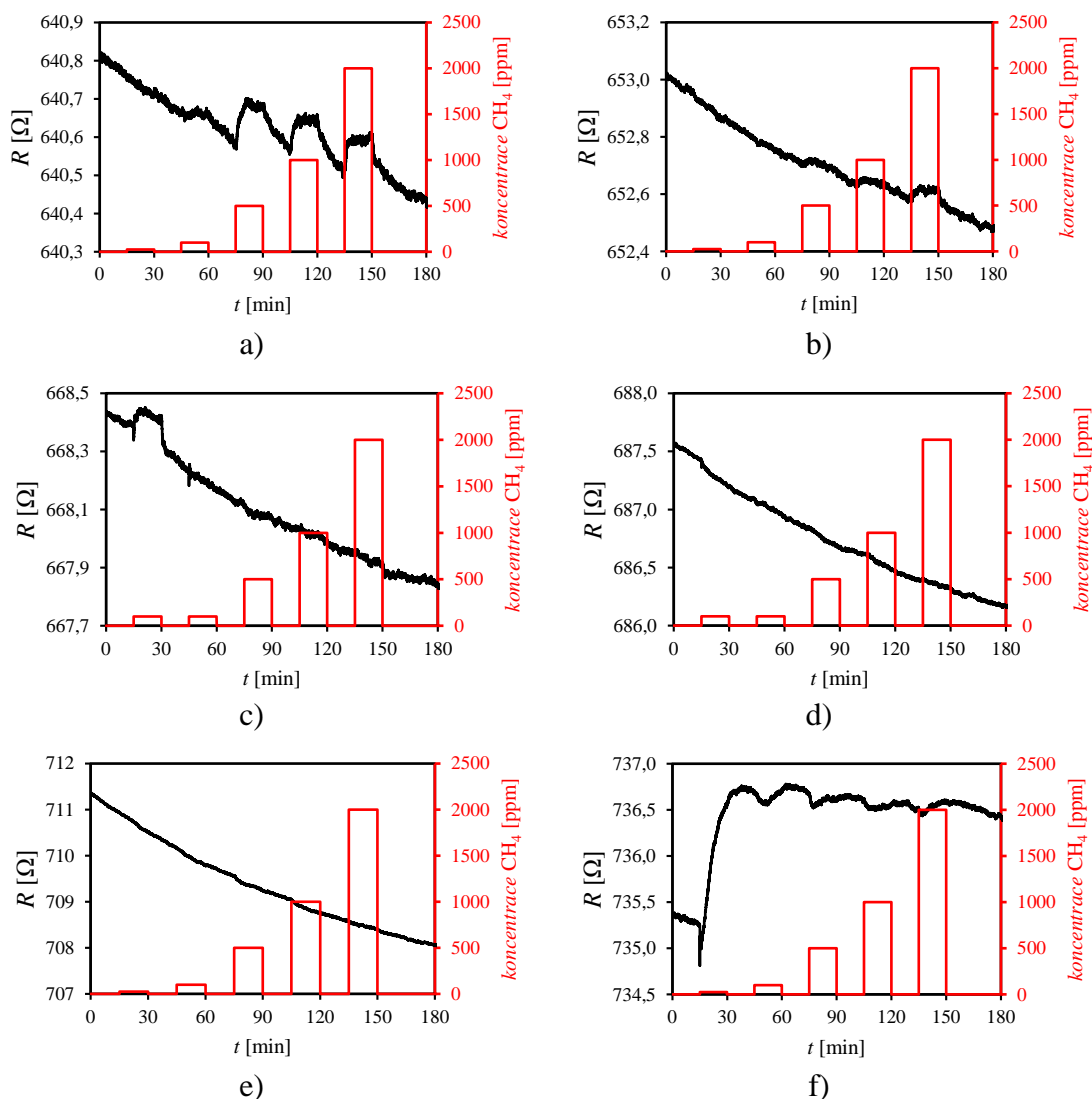 640,9
640,8
640,7
640,6
640,5
640,4
640,3
R [Ω]
0 30 60 90 120 150 180
t [min]
2500
2000
1500
1000
500
0
koncentrace CH4 [ppm]
a)
653,2
653,0
652,8
652,6
652,4
R [Ω]
0 30 60 90 120 150 180
t [min]
2500
2000
1500
1000
500
0
koncentrace CH4 [ppm]
b)
668,5
668,3
668,1
667,9
667,7
R [Ω]
0 30 60 90 120 150 180
t [min]
2500
2000
1500
1000
500
0
koncentrace CH4 [ppm]
c)
688,0
687,5
687,0
686,5
686,0
R [Ω]
0 30 60 90 120 150 180
t [min]
2500
2000
1500
1000
500
0
koncentrace CH4 [ppm]
d)
712
711
710
709
708
707
R [Ω]
0 30 60 90 120 150 180
t [min]
2500
2000
1500
1000
500
0
koncentrace CH4 [ppm]
e)
737,0
736,5
736,0
735,5
735,0
734,5
R [Ω]
0 30 60 90 120 150 180
t [min]
2500
2000
1500
1000
500
0
koncentrace CH4 [ppm]
f)